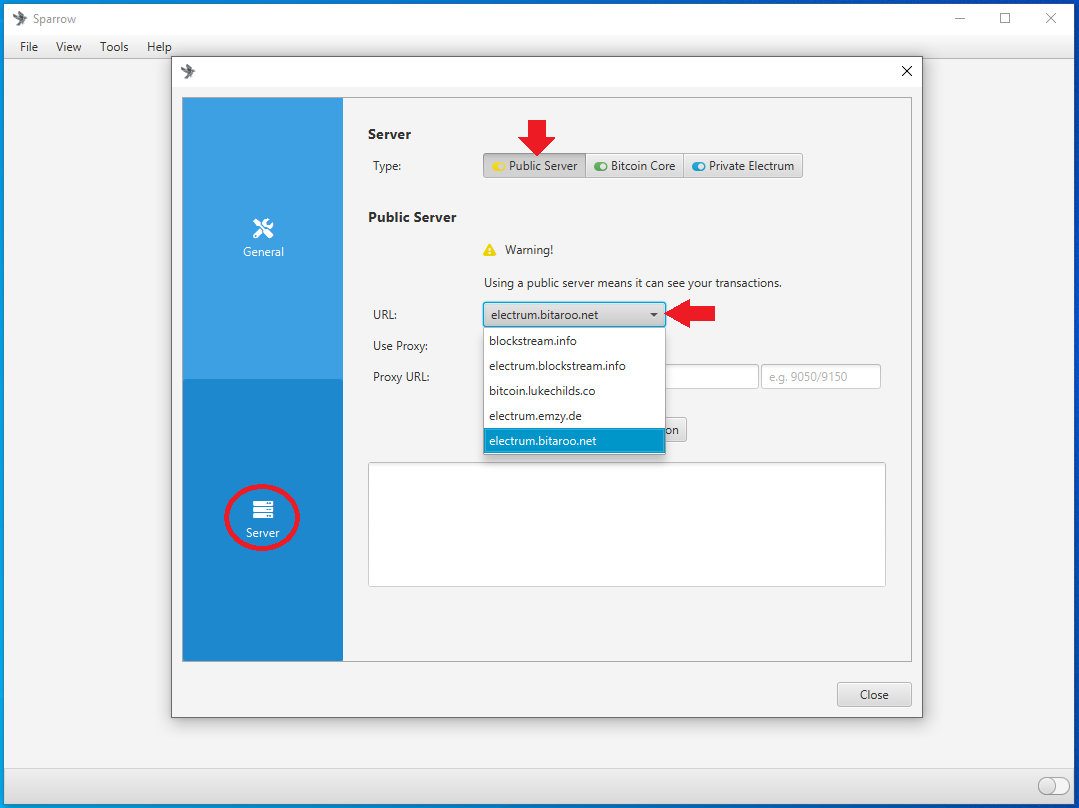 Sparrow
File View Tools Help
Server
Type: Public Server Bitcoin Core Private Electrum
Public Server
Warning!
Using a public server means it can see your transactions.
URL: electrum.bitaroo.net
blockstream.info
electrum.blockstream.info
bitcoin.lukechilds.co
electrum.emzy.de
electrum.bitaroo.net
Use Proxy:
Proxy URL: e.g. 9050/9150
on
General
Server
Close